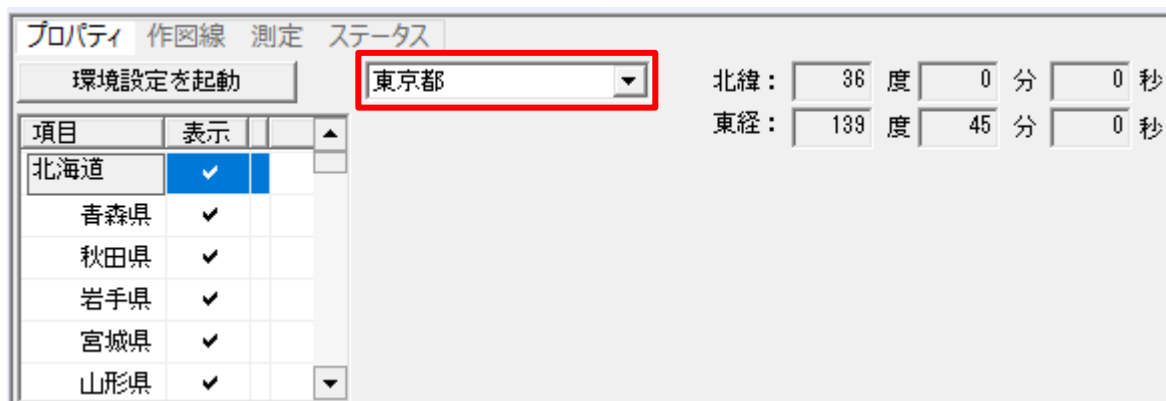 プロパティ 作図線 測定 ステータス
環境設定を起動 東京都 北緯： 36 度 0 分 0 秒
東経： 139 度 45 分 0 秒
項目 表示
北海道
青森県
秋田県
岩手県
宮城県
山形県